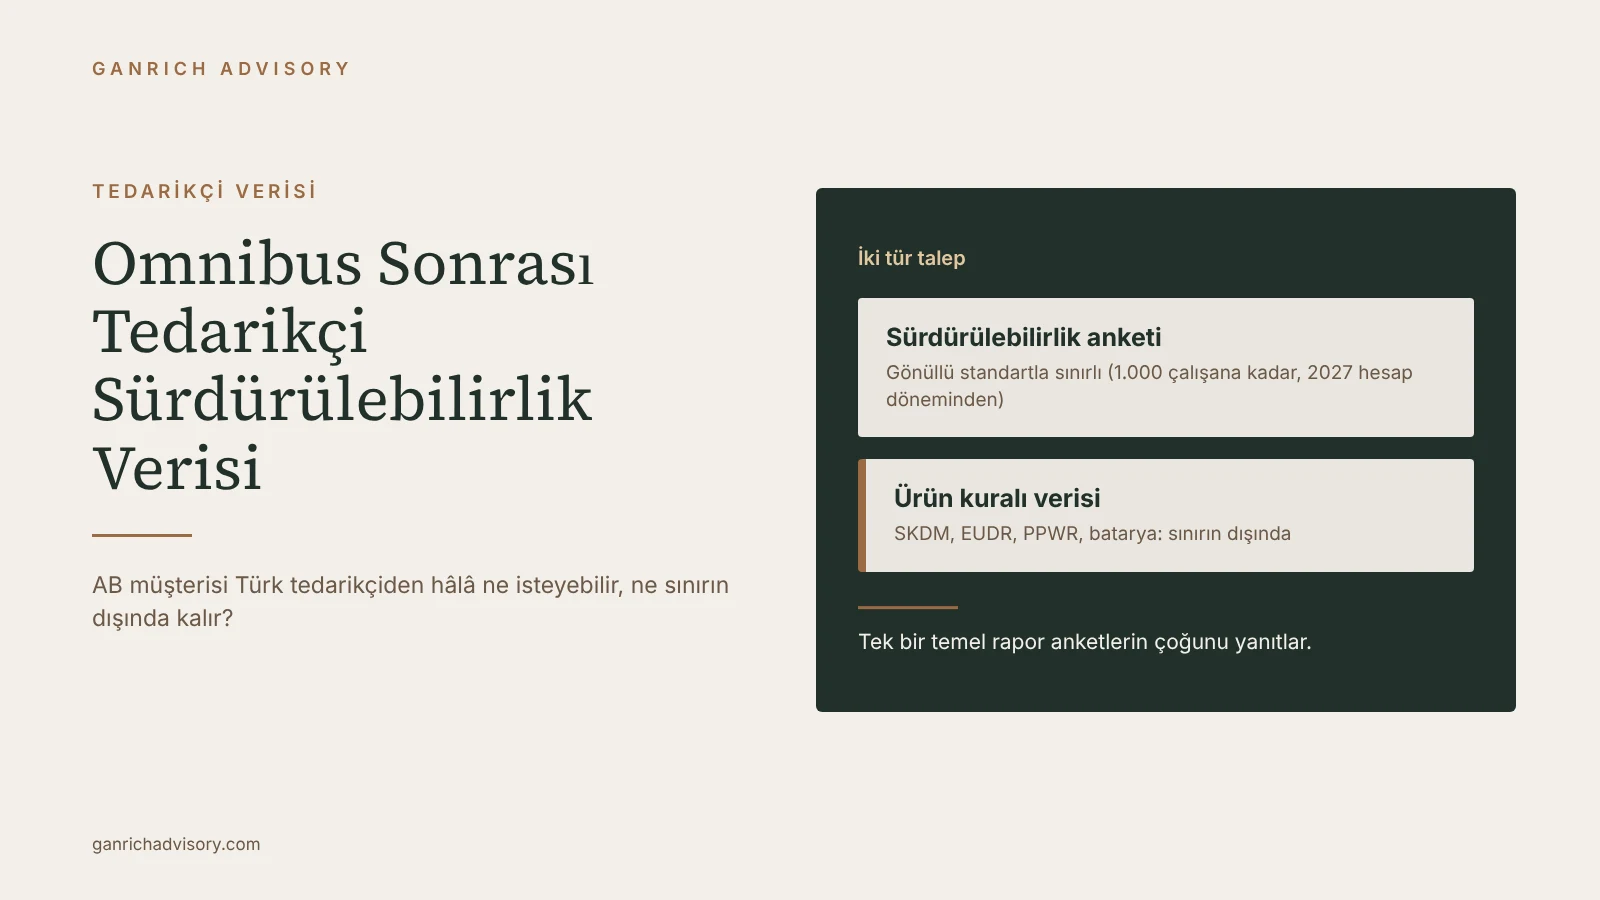 GANRICH ADVISORY
TEDARİKÇİ VERİSİ
Omnibus Sonrası
Tedarikçi
Sürdürülebilirlik
Verisi
AB müşterisi Türk tedarikçiden hâlâ ne isteyebilir, ne sınırın
dışında kalır?
ganrichadvisory.com
İki tür talep
Sürdürülebilirlik anketi
Gönüllü standartla sınırlı (1.000 çalışana kadar, 2027 hesap
döneminden)
Ürün kuralı verisi
SKDM, EUDR, PPWR, batarya: sınırın dışında
Tek bir temel rapor anketlerin çoğunu yanıtlar.